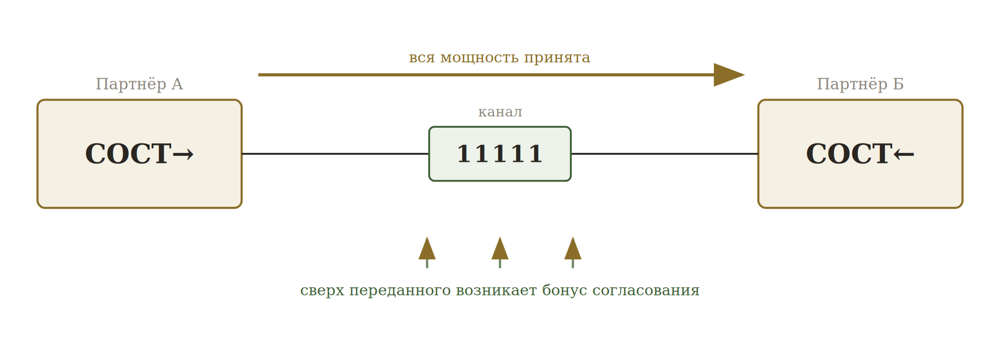 вся мощность принята
Партнёр А
Партнёр Б
СОСТ→
канал
11111
СОСТ←
сверх переданного возникает бонус согласования